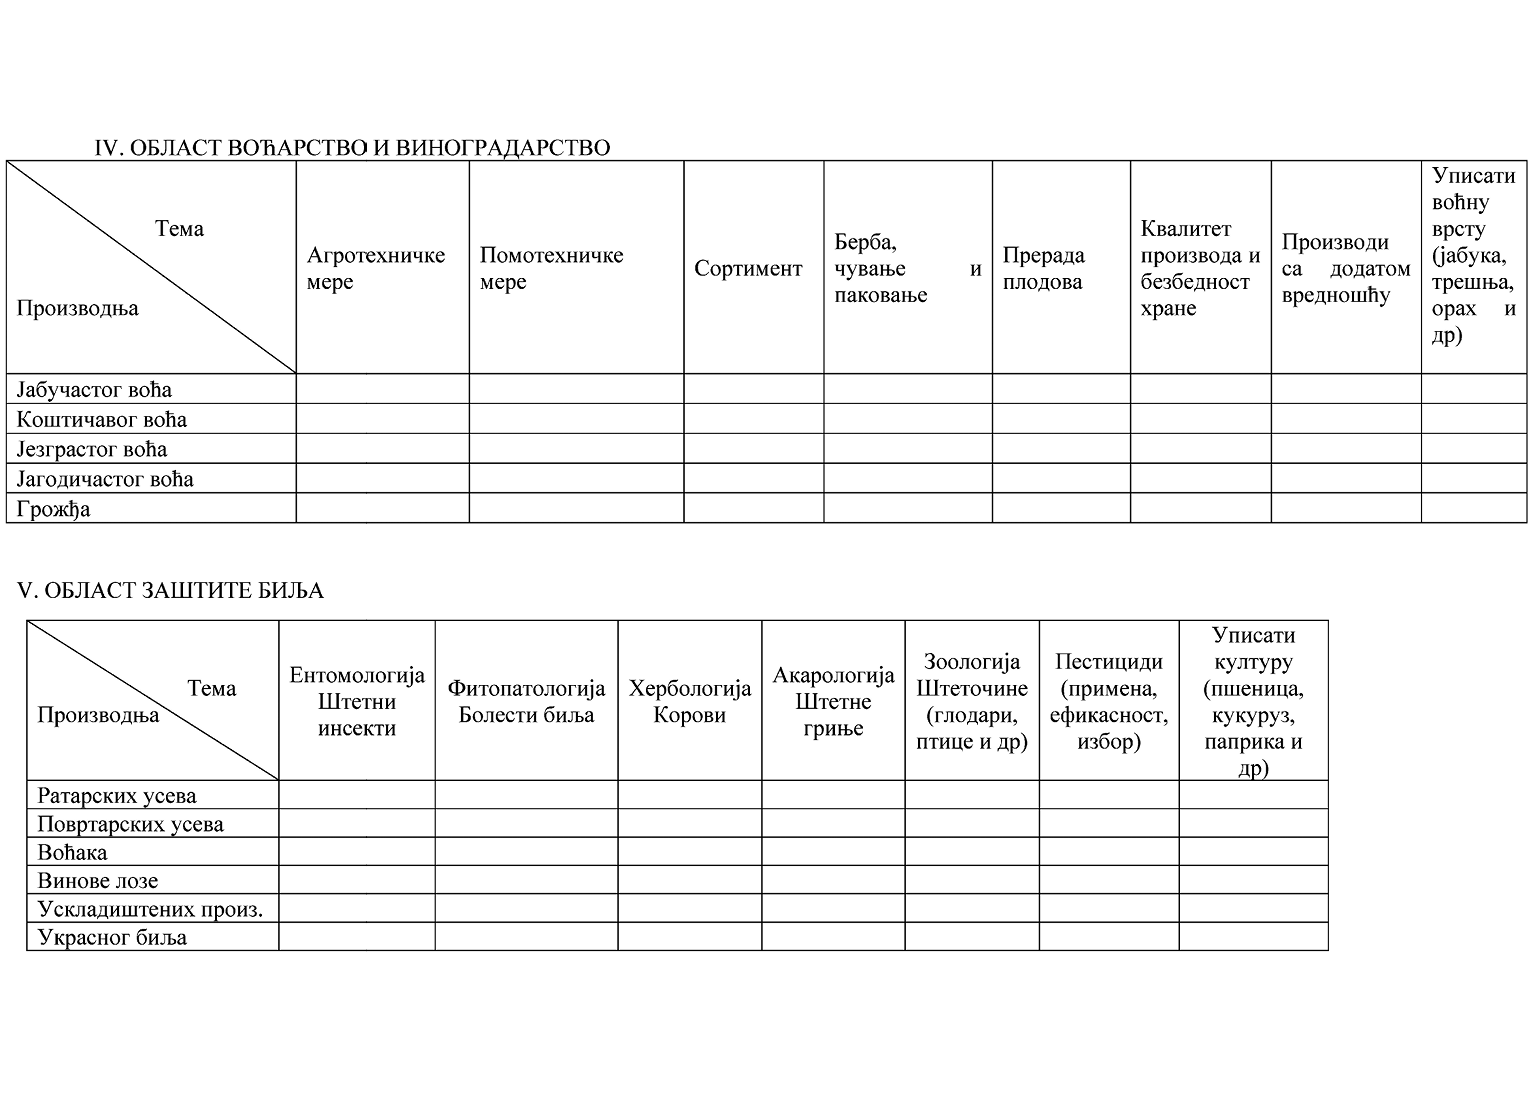 IV. ОБЛАСТ ВОЋАРСТВО И ВИНОГРАДАРСТВО
Тема
Производња
Агротехничке
мере
Помотехничке
мере
Сортимент
Берба,
чување и
паковање
Прерада
плодова
Квалитет
производа и
безбедност
хране
Производи
са додатом
вредношћу
Уписати
воћну
врсту
(јабука,
трешња,
орах и
др)
Јабучастог воћа
Коштичавог воћа
Језграстог воћа
Јагодичастог воћа
Грожђа
V. ОБЛАСТ ЗАШТИТЕ БИЉА
Тема
Производња
Ентомологија
Штетни
инсекти
Фитопатологија
Болести биља
Хербологија
Корови
Акарологија
Штетне
гриње
Зоологија
Штеточине
(глодари,
птице и др)
Пестициди
(примена,
ефикасност,
избор)
Уписати
културу
(пшеница,
кукуруз,
паприка и
др)
Ратарских усева
Повртарских усева
Воћака
Винове лозе
Ускладиштених произ.
Украсног биља